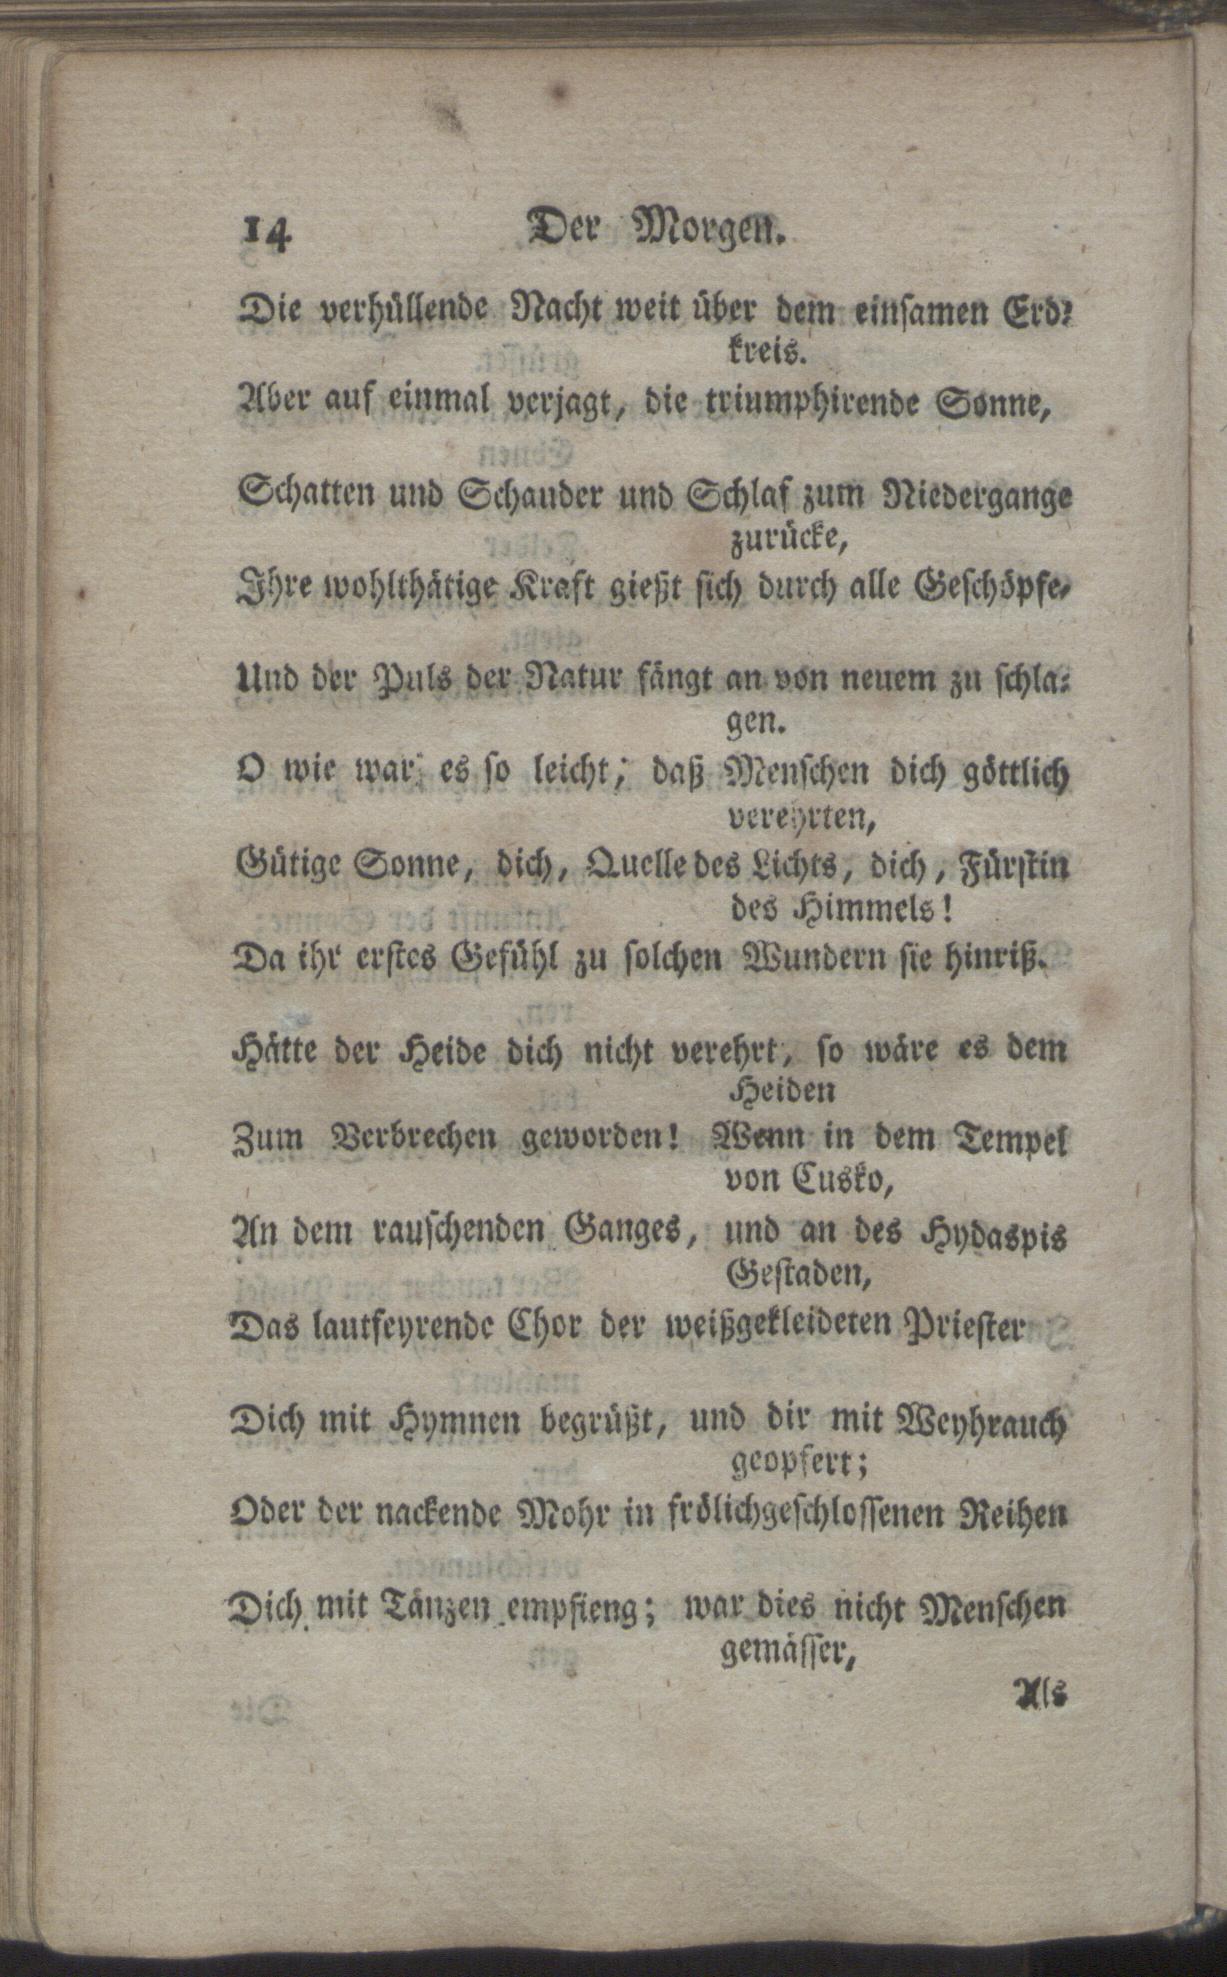 14 Der Morgen.
Die verhüllende Nacht weit über dem einsamen Erd-
kreis.
Aber auf einmal verjagt, die triumphirende Sonne,
Schatten und Schauder und Schlaf zum Niedergange
zurücke,
Ihre wohlthätige Kraft gießt sich durch alle Geschöpfe,
Und der Puls der Natur fängt an von neuem zu schla-
gen.
O wie war es so leicht, daß Menschen dich göttlich
verehrten,
Gütige Sonne, dich, Quelle des Lichts, dich, Fürstin
des Himmels!
Da ihr erstes Gefühl zu solchen Wundern sie hinriß.
Hätte der Heide dich nicht verehrt, so wäre es dem
Heiden
Zum Verbrechen geworden! Wenn in dem Tempel
von Cusko,
An dem rauschenden Ganges, und an des Hydaspis
Gestaden,
Das lautfeyrende Chor der weißgekleideten Priester
Dich mit Hymnen begrüßt, und dir mit Weyhrauch
geopfert;
Oder der nackende Mohr in frölichgeschlossenen Reihen
Dich mit Tänzen empfieng; war dies nicht Menschen
gemässer,
Als